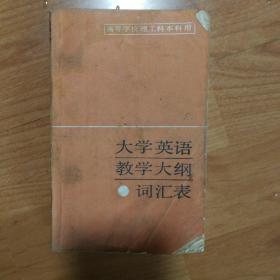 高等学校理工科本科用
大学英语
教学大纲
词汇表